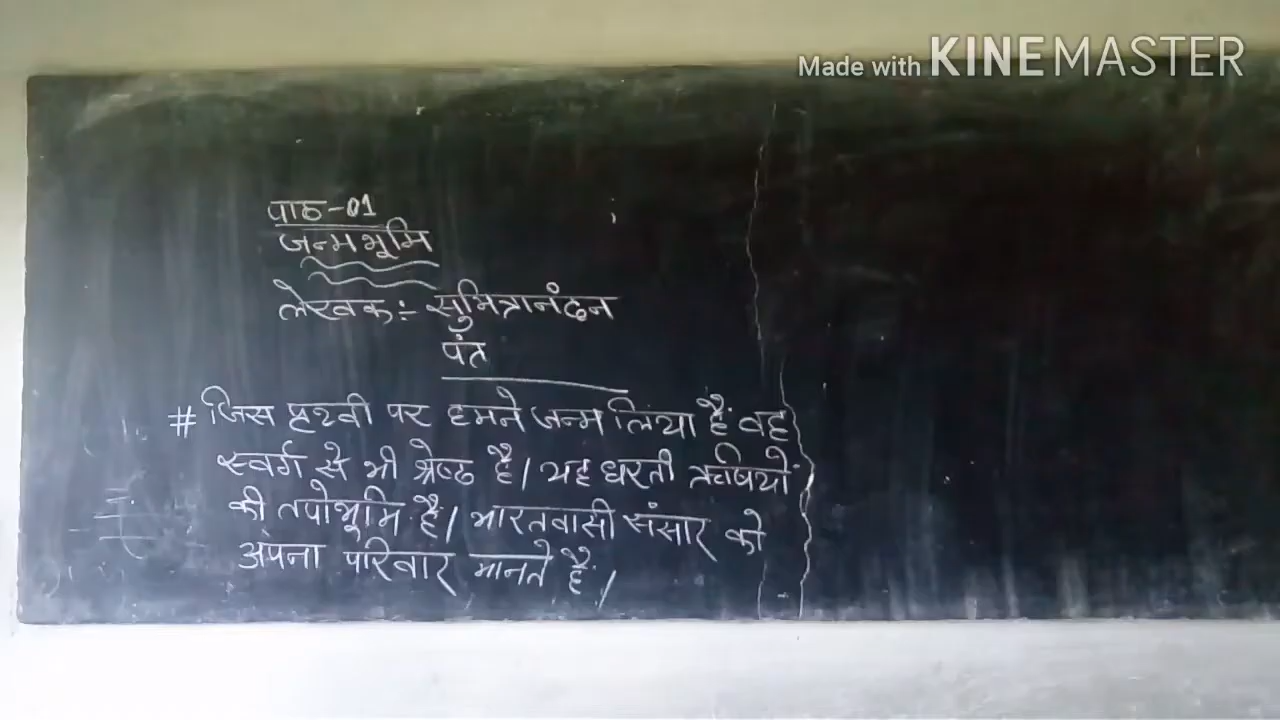 Made with KINEMASTER
पाठ-01
जन्मभूमि
लेखक:- सुमित्रानंदन
पंत
# जिस पृथ्वी पर हमने जन्म लिया है वह
स्वर्ग से भी श्रेष्ठ है। यह धरती ऋषियों
की तपोभूमि है। भारतवासी संसार को
अपना परिवार मानते है।